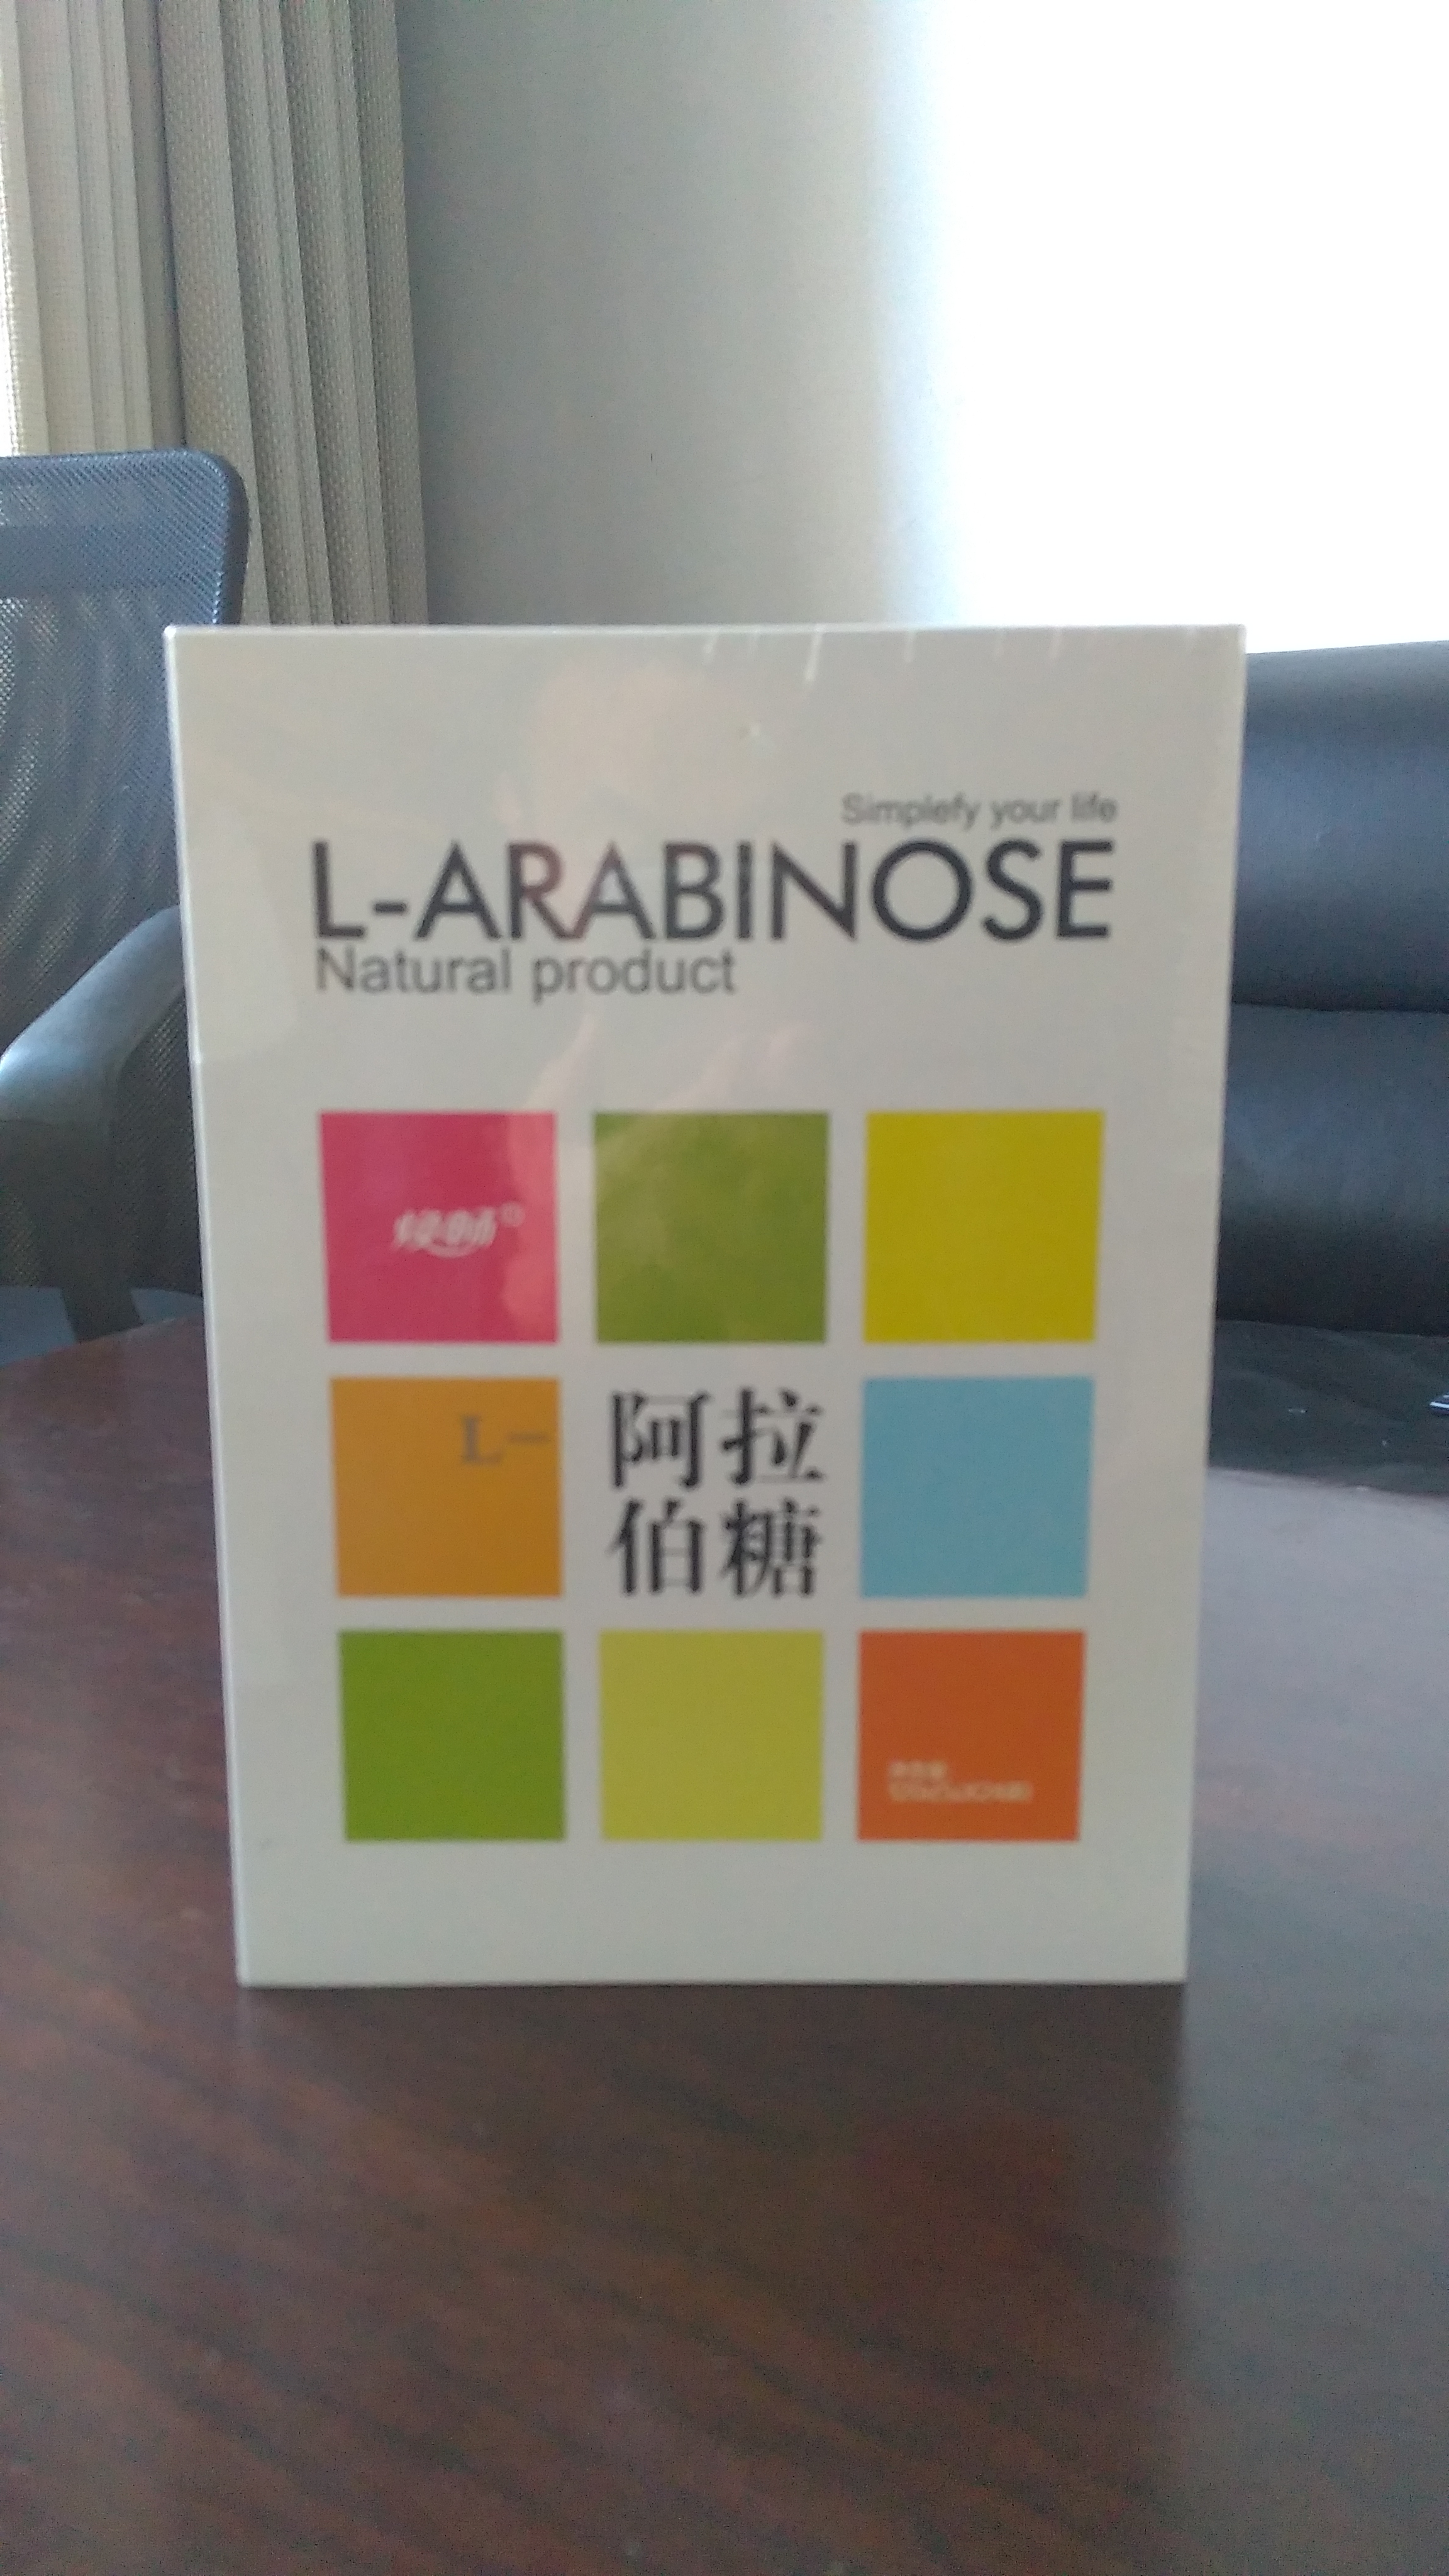 Simplefy your life
L-ARABINOSE
Natural product
L-
阿拉
伯糖